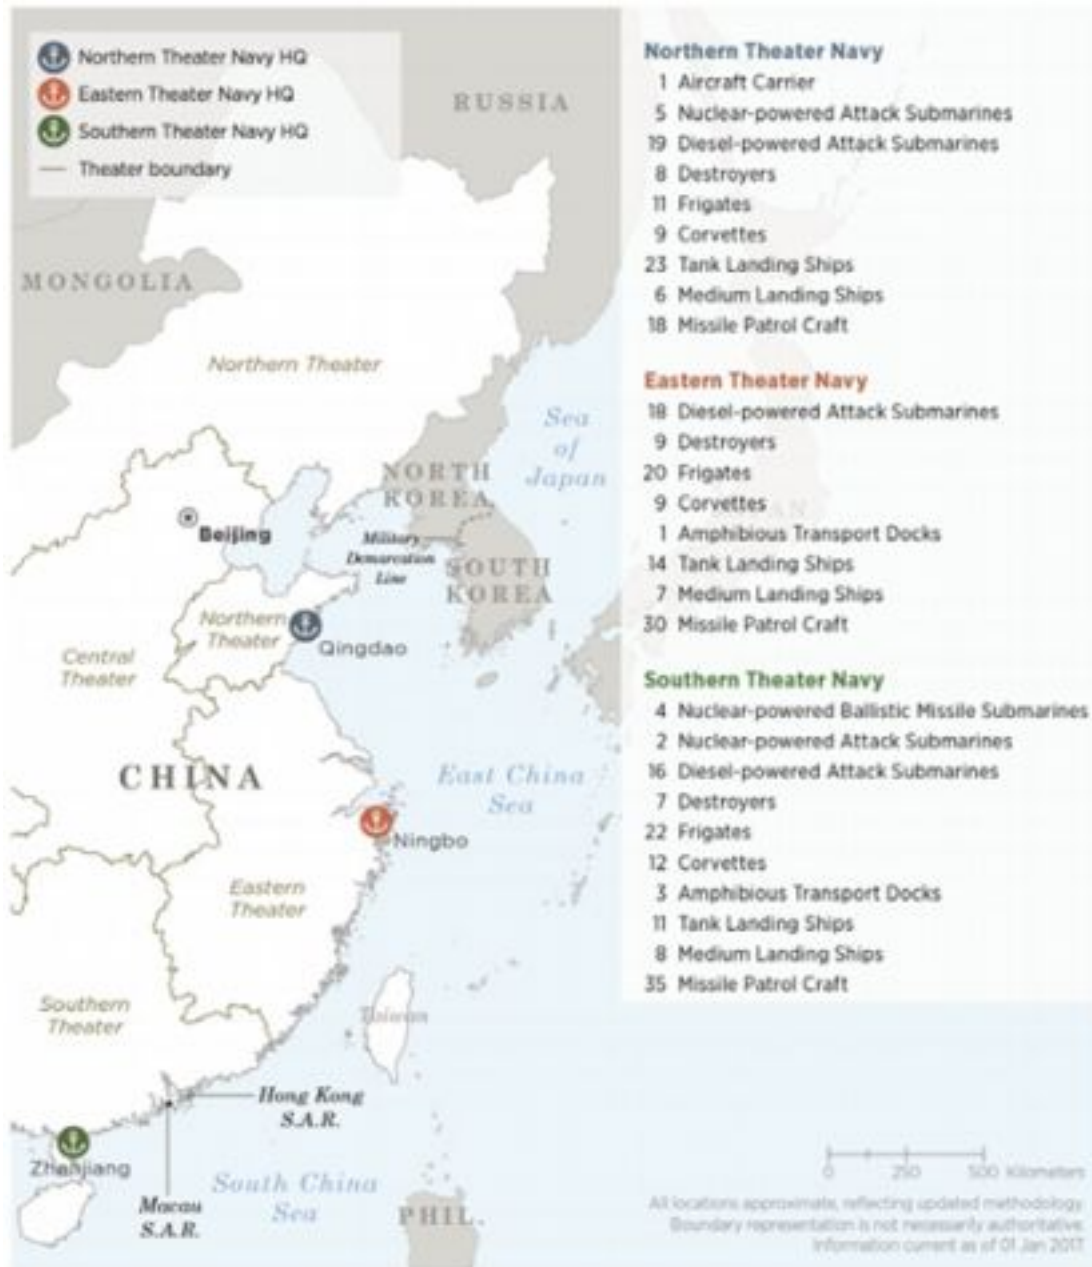 Northern Theater Navy HQ
Eastern Theater Navy HQ
Southern Theater Navy HQ
Theater boundary
RUSSIA
MONGOLIA
Northern Theater
Sea
of
Japan
NORTH
KOREA
Beijing
Military
Demarcation
Line
SOUTH
KOREA
Northern
Theater
Qingdao
Central
Theater
CHINA
East China
Sea
Ningbo
Eastern
Theater
Southern
Theater
Taiwan
Hong Kong
S.A.R.
Zhanjiang
Macau
S.A.R.
South China
Sea
PHIL.
Northern Theater Navy
1 Aircraft Carrier
5 Nuclear-powered Attack Submarines
19 Diesel-powered Attack Submarines
8 Destroyers
11 Frigates
9 Corvettes
23 Tank Landing Ships
6 Medium Landing Ships
18 Missile Patrol Craft
Eastern Theater Navy
18 Diesel-powered Attack Submarines
9 Destroyers
20 Frigates
9 Corvettes
1 Amphibious Transport Docks
14 Tank Landing Ships
7 Medium Landing Ships
30 Missile Patrol Craft
Southern Theater Navy
4 Nuclear-powered Ballistic Missile Submarines
2 Nuclear-powered Attack Submarines
16 Diesel-powered Attack Submarines
7 Destroyers
22 Frigates
12 Corvettes
3 Amphibious Transport Docks
11 Tank Landing Ships
8 Medium Landing Ships
35 Missile Patrol Craft
0 250 500 Kilometers
All locations approximate, reflecting updated methodology.
Boundary representation is not necessarily authoritative.
Information current as of 01 Jan 2017.